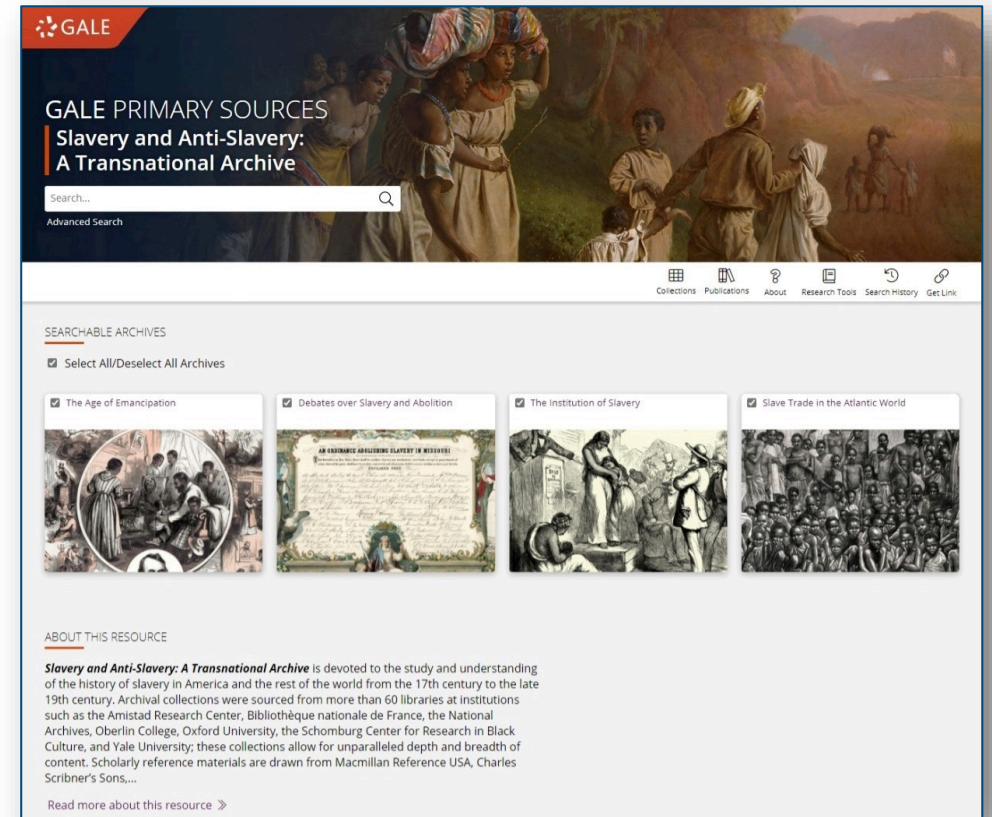 GALE
GALE PRIMARY SOURCES
Slavery and Anti-Slavery:
A Transnational Archive
Search...
Advanced Search
Collections
Publications
About
Research Tools
Search History
Get Link
SEARCHABLE ARCHIVES
Select All/Deselect All Archives
The Age of Emancipation
Debates over Slavery and Abolition
The Institution of Slavery
Slave Trade in the Atlantic World
AN ORDINANCE ABOLISHING SLAVERY IN MISSOURI
ABOUT THIS RESOURCE
Slavery and Anti-Slavery: A Transnational Archive is devoted to the study and understanding
of the history of slavery in America and the rest of the world from the 17th century to the late
19th century. Archival collections were sourced from more than 60 libraries at institutions
such as the Amistad Research Center, Bibliothèque nationale de France, the National
Archives, Oberlin College, Oxford University, the Schomburg Center for Research in Black
Culture, and Yale University; these collections allow for unparalleled depth and breadth of
content. Scholarly reference materials are drawn from Macmillan Reference USA, Charles
Scribner's Sons,...
Read more about this resource »